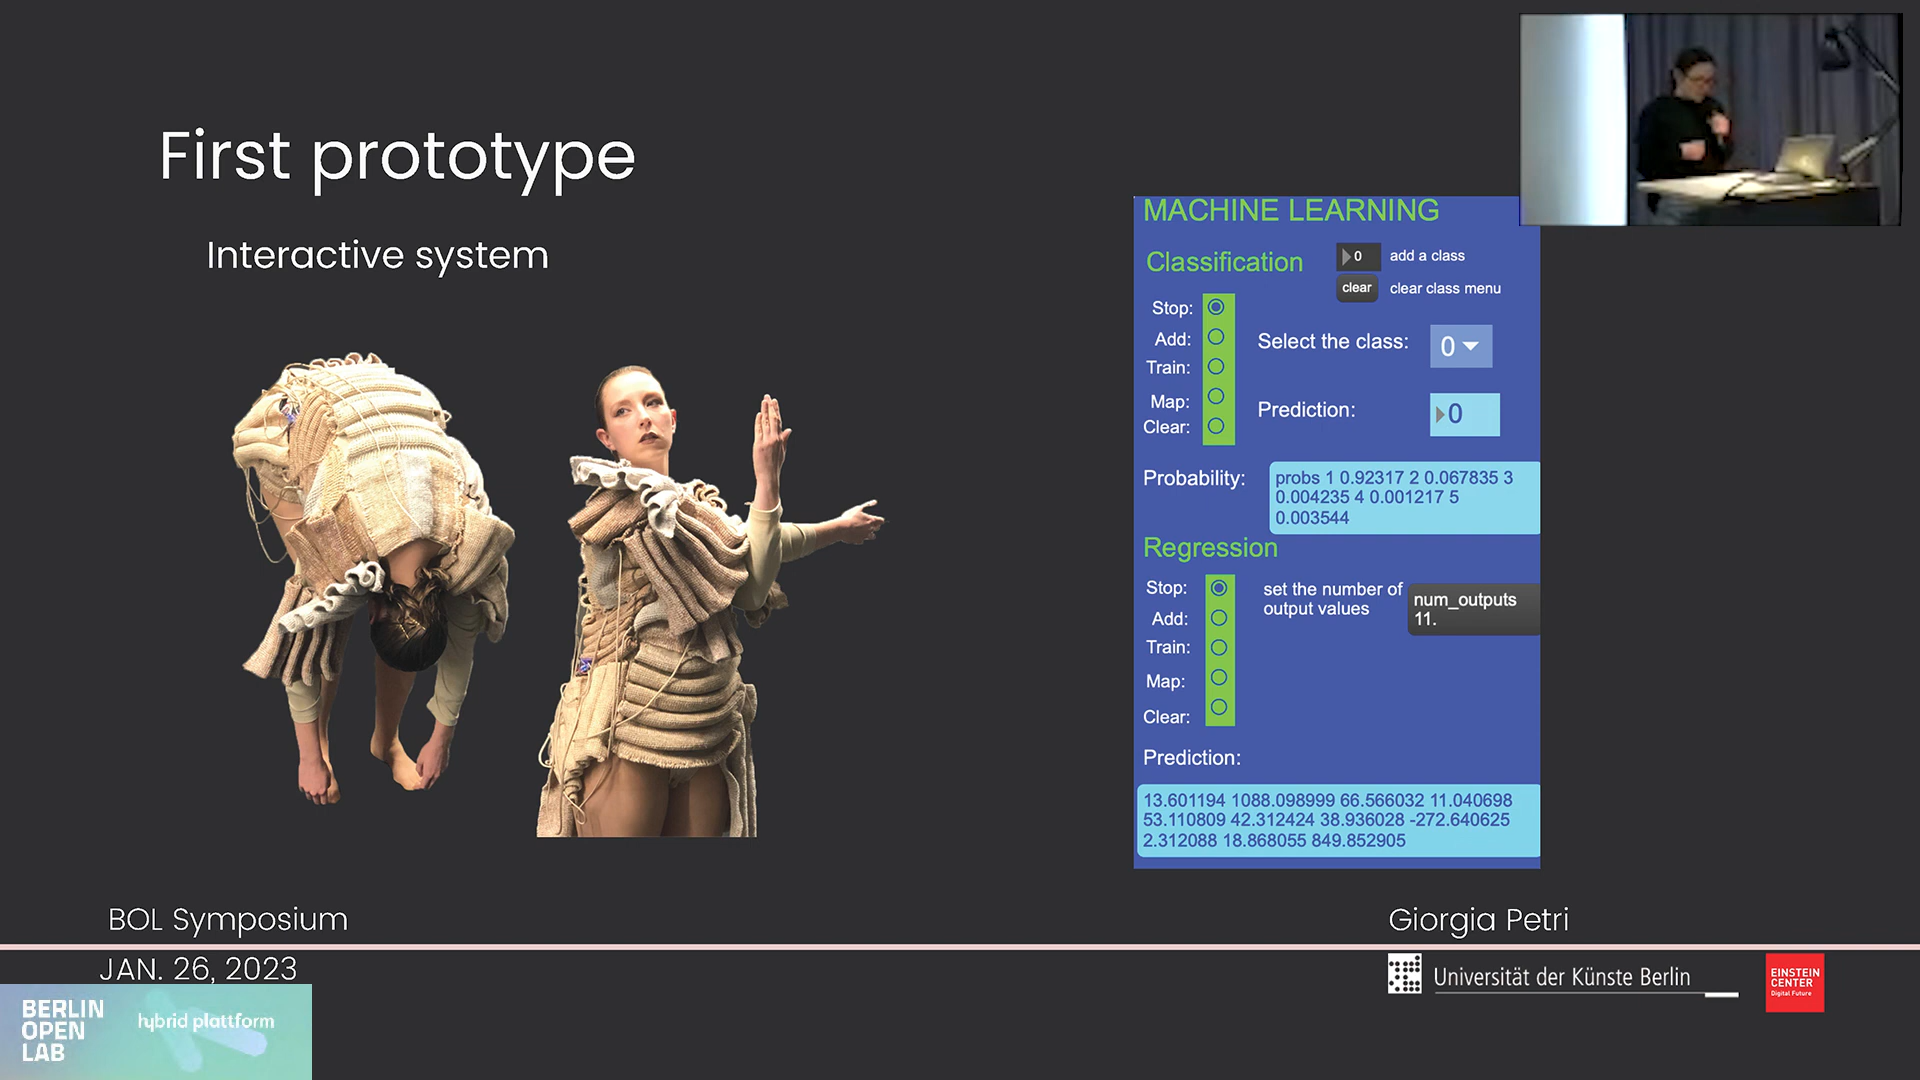 First prototype
Interactive system
MACHINE LEARNING
Classification
0 add a class
clear clear class menu
Stop:
Add:
Train:
Map:
Clear:
Select the class: 0
Prediction: 0
Probability:
probs 1 0.92317 2 0.067835 3
0.004235 4 0.001217 5
0.003544
Regression
Stop:
Add:
Train:
Map:
Clear:
set the number of
output values
num_outputs
11.
Prediction:
13.601194 1088.098999 66.566032 11.040698
53.110809 42.312424 38.936028 -272.640625
2.312088 18.868055 849.852905
BOL Symposium
JAN. 26, 2023
Giorgia Petri
Universität der Künste Berlin
EINSTEIN
CENTER
Digital Future
BERLIN
OPEN
LAB
hybrid plattform